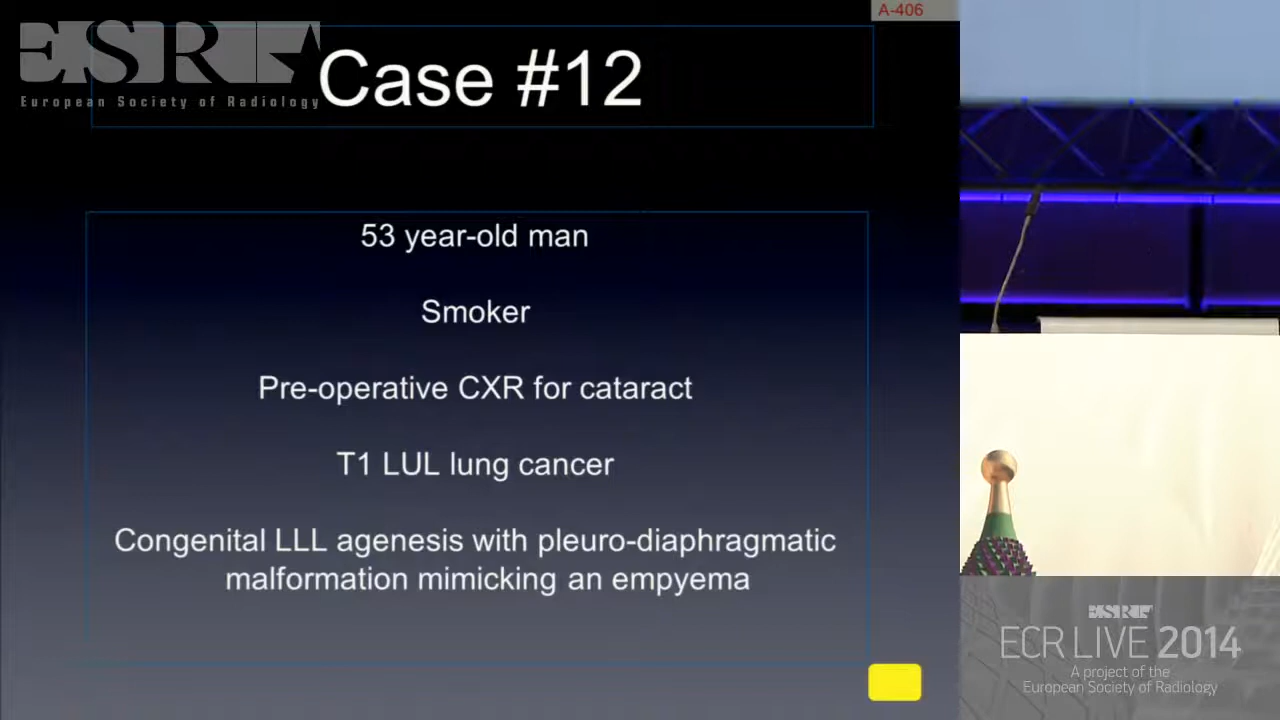 A-406
ESR
European Society of Radiology
Case #12
53 year-old man
Smoker
Pre-operative CXR for cataract
T1 LUL lung cancer
Congenital LLL agenesis with pleuro-diaphragmatic
malformation mimicking an empyema
ESR
ECR LIVE 2014
A project of the
European Society of Radiology